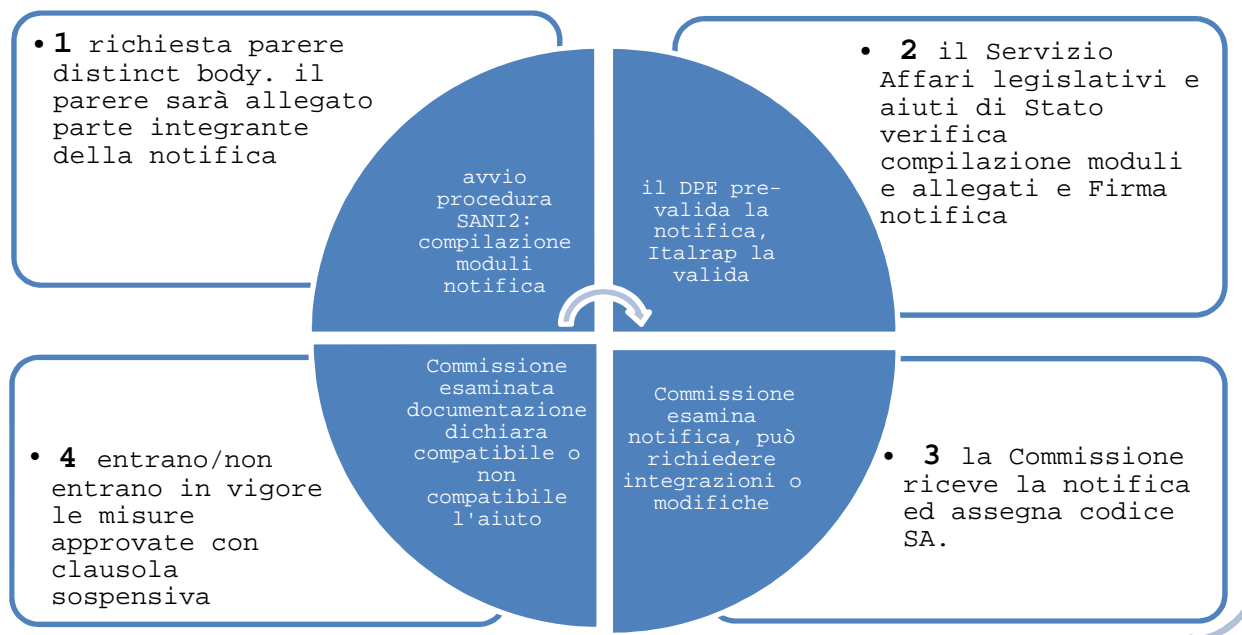 • 1 richiesta parere
distinct body. il
parere sarà allegato
parte integrante
della notifica
avvio
procedura
SANI2:
compilazione
moduli
notifica
• 2 il Servizio
Affari legislativi e
aiuti di Stato
verifica
compilazione moduli
e allegati e Firma
notifica
il DPE pre-
valida la
notifica,
Italrap la
valida
• 3 la Commissione
riceve la notifica
ed assegna codice
SA.
Commissione
esamina
notifica, può
richiedere
integrazioni o
modifiche
• 4 entrano/non
entrano in vigore
le misure
approvate con
clausola
sospensiva
Commissione
esaminata
documentazione
dichiara
compatibile o
non
compatibile
l'aiuto